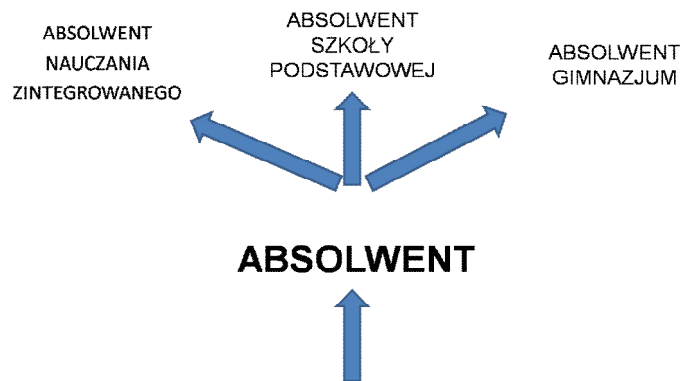 ABSOLWENT
NAUCZANIA
ZINTEGROWANEGO
ABSOLWENT
SZKOŁY
PODSTAWOWEJ
ABSOLWENT
GIMNAZJUM
ABSOLWENT